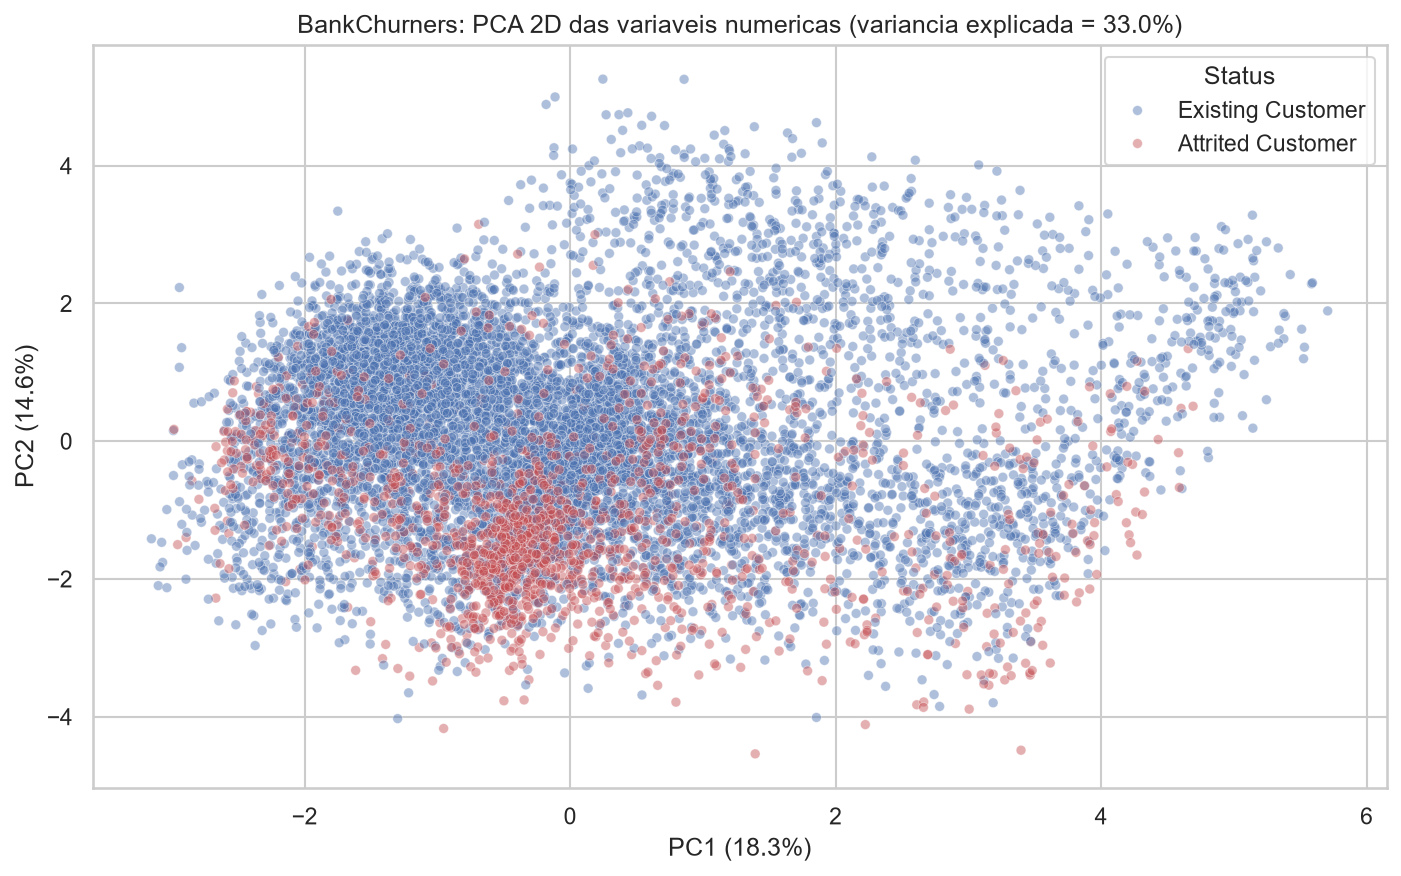 BankChurners: PCA 2D das variaveis numericas (variancia explicada = 33.0%)
Status
Existing Customer
Attrited Customer
4
2
0
−2
−4
PC2 (14.6%)
−2
0
2
4
6
PC1 (18.3%)